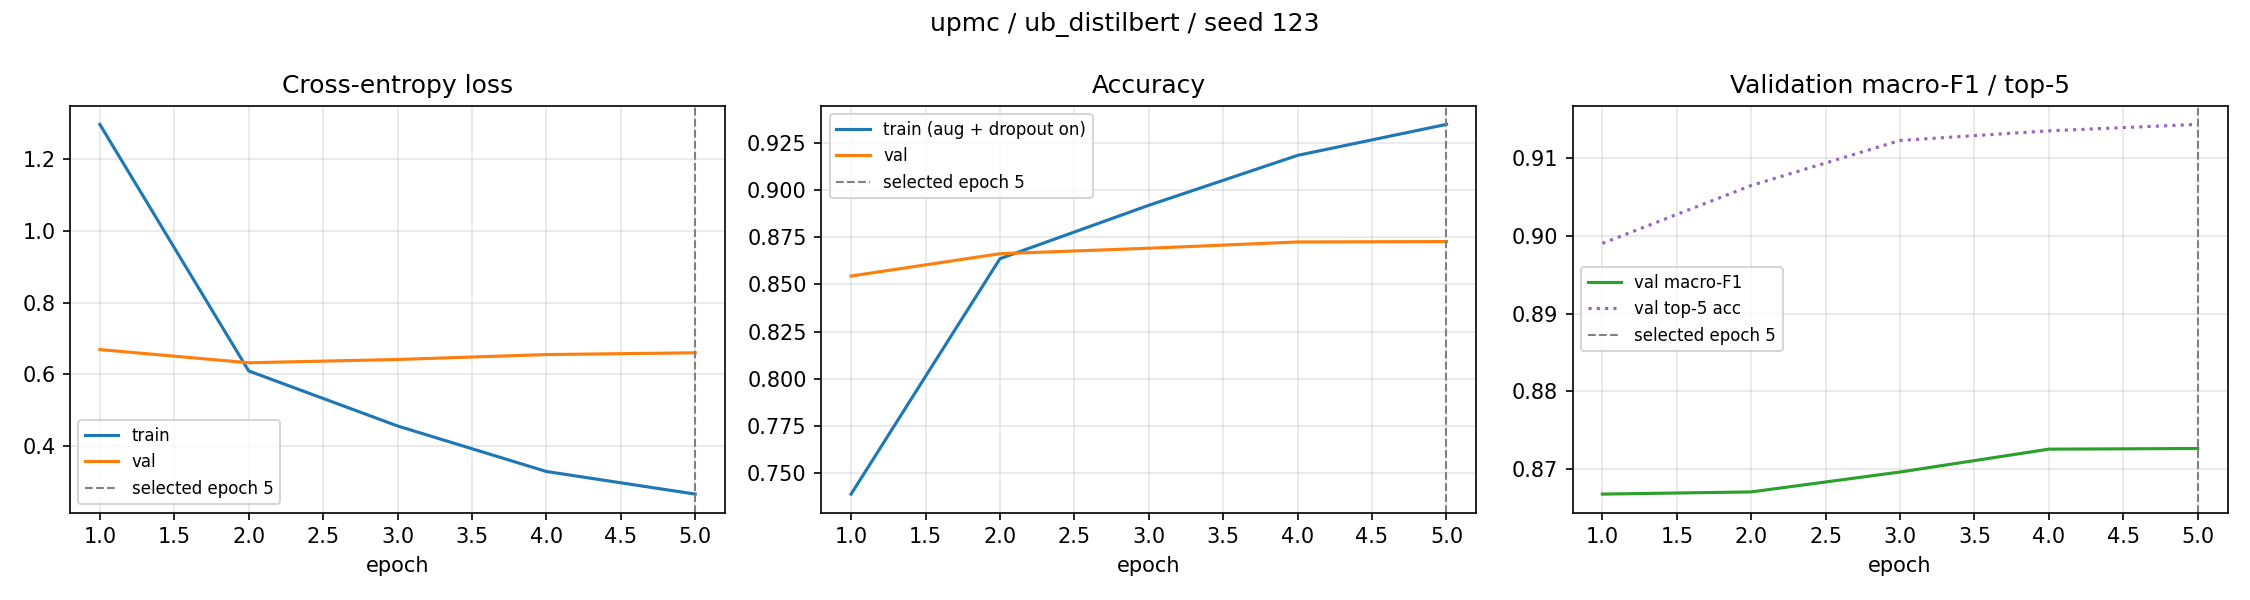 upmc / ub_distilbert / seed 123
Cross-entropy loss
1.2
1.0
0.8
0.6
0.4
train
val
selected epoch 5
1.0 1.5 2.0 2.5 3.0 3.5 4.0 4.5 5.0
epoch
Accuracy
0.925
0.900
0.875
0.850
0.825
0.800
0.775
0.750
train (aug + dropout on)
val
selected epoch 5
1.0 1.5 2.0 2.5 3.0 3.5 4.0 4.5 5.0
epoch
Validation macro-F1 / top-5
0.91
0.90
0.89
0.88
0.87
val macro-F1
val top-5 acc
selected epoch 5
1.0 1.5 2.0 2.5 3.0 3.5 4.0 4.5 5.0
epoch